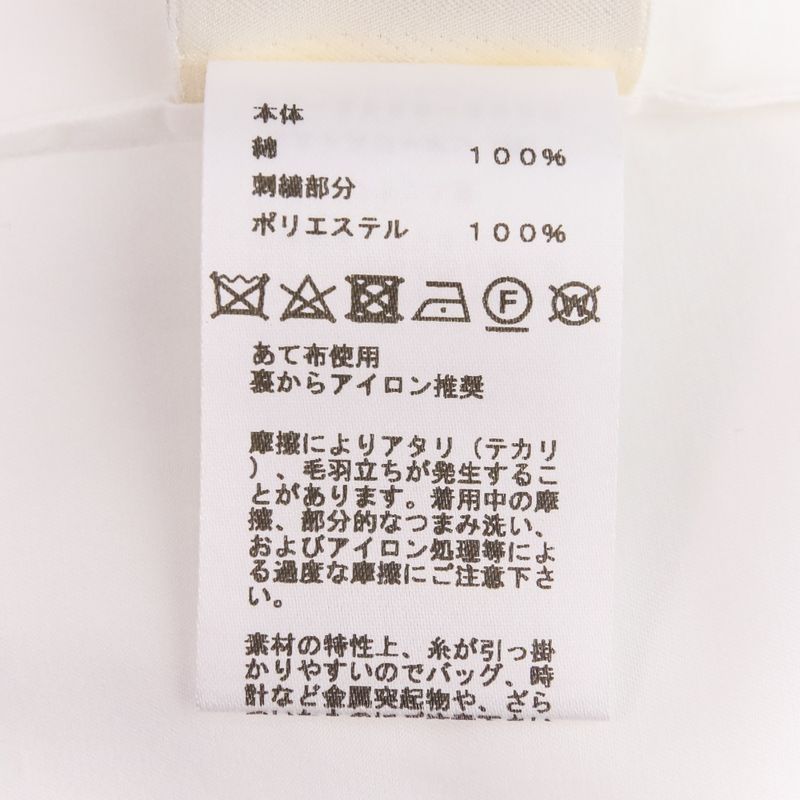 本体
綿 １００％
刺繍部分
ポリエステル １００％
F
W
あて布使用
裏からアイロン推奨
摩擦によりアタリ（テカリ
）、毛羽立ちが発生するこ
とがあります。着用中の摩
擦、部分的なつまみ洗い、
およびアイロン処理等によ
る過度な摩擦にご注意下さ
い。
素材の特性上、糸が引っ掛
かりやすいのでバッグ、時
計など金属突起物や、ざら